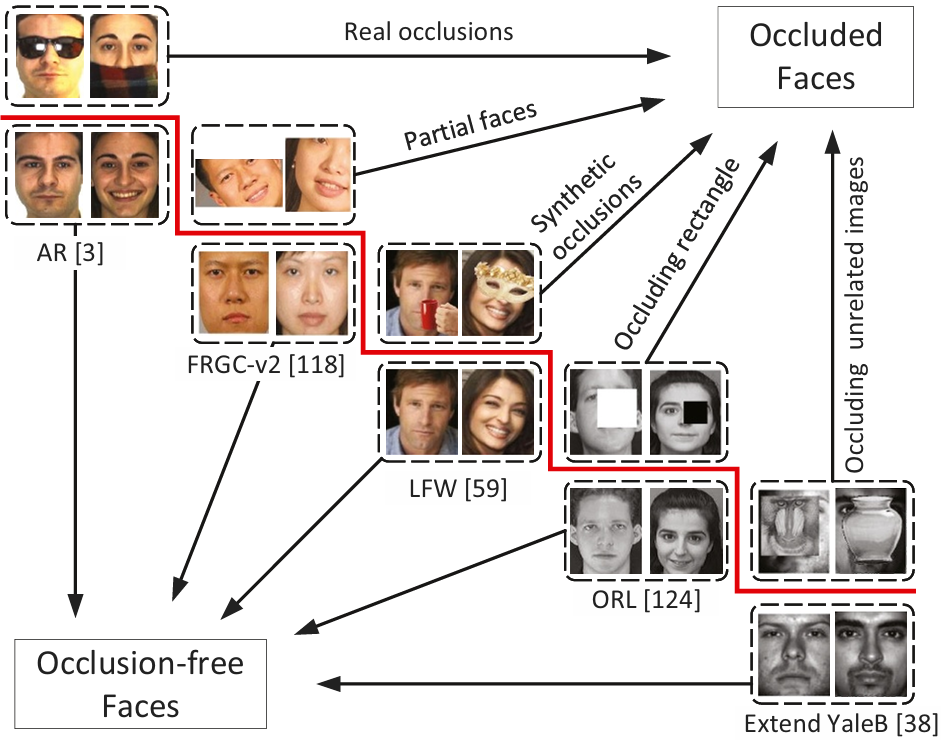 Real occlusions
Occluded
Faces
Partial faces
Synthetic
occlusions
Occluding rectangle
Occluding unrelated images
AR [3]
FRGC-v2 [118]
LFW [59]
ORL [124]
Extend YaleB [38]
Occlusion-free
Faces